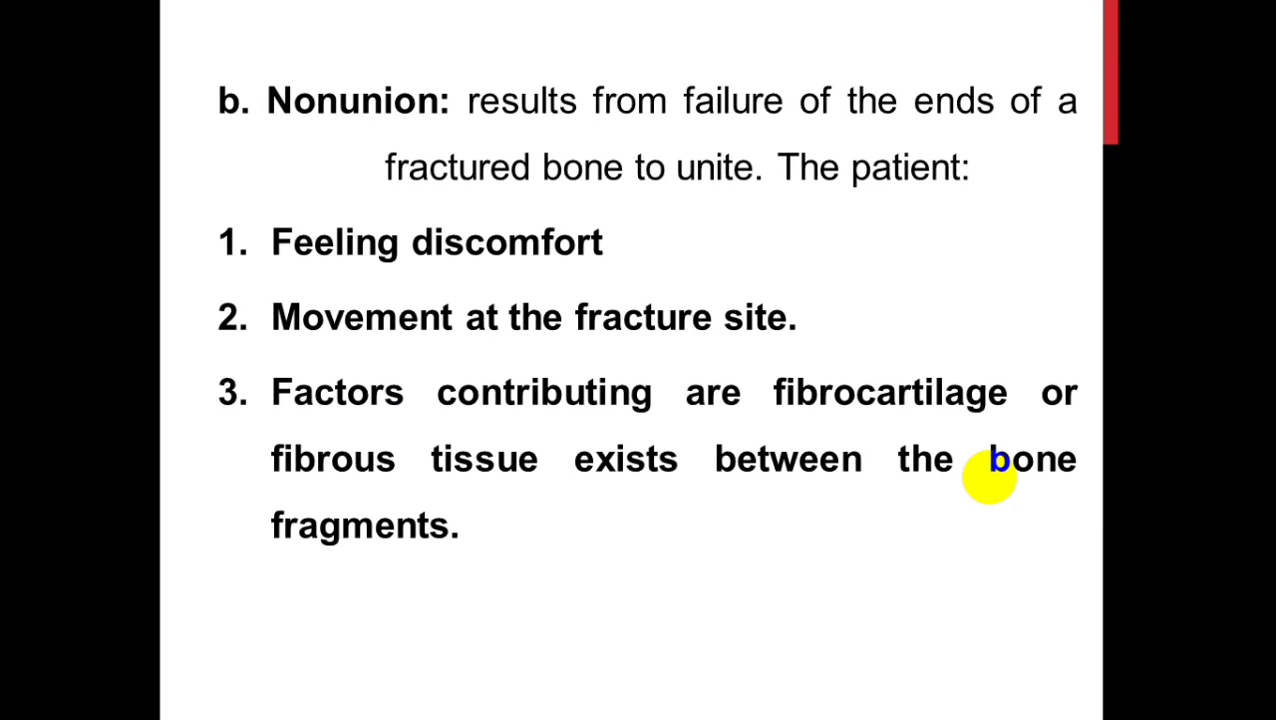 b. Nonunion: results from failure of the ends of a
fractured bone to unite. The patient:
1. Feeling discomfort
2. Movement at the fracture site.
3. Factors contributing are fibrocartilage or
fibrous tissue exists between the bone
fragments.